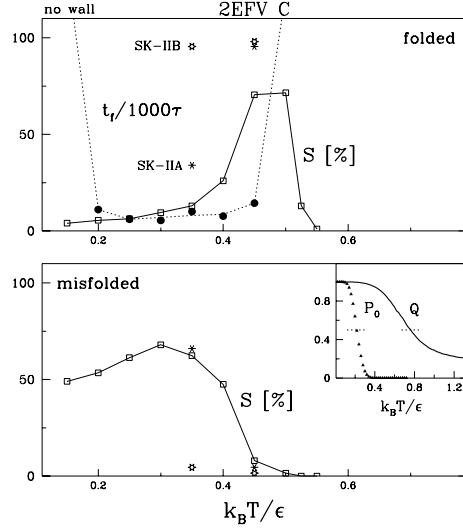 no wall
2EFV C
100
SK-IIB
folded
t_f/1000τ
50
SK-IIA
S [%]
0
0.2
0.4
0.6
100
misfolded
0.8
P_0
Q
50
S [%]
0.4
0
0.4
0.8
1.2
k_BT/ϵ
0
0.2
0.4
0.6
k_BT/ϵ